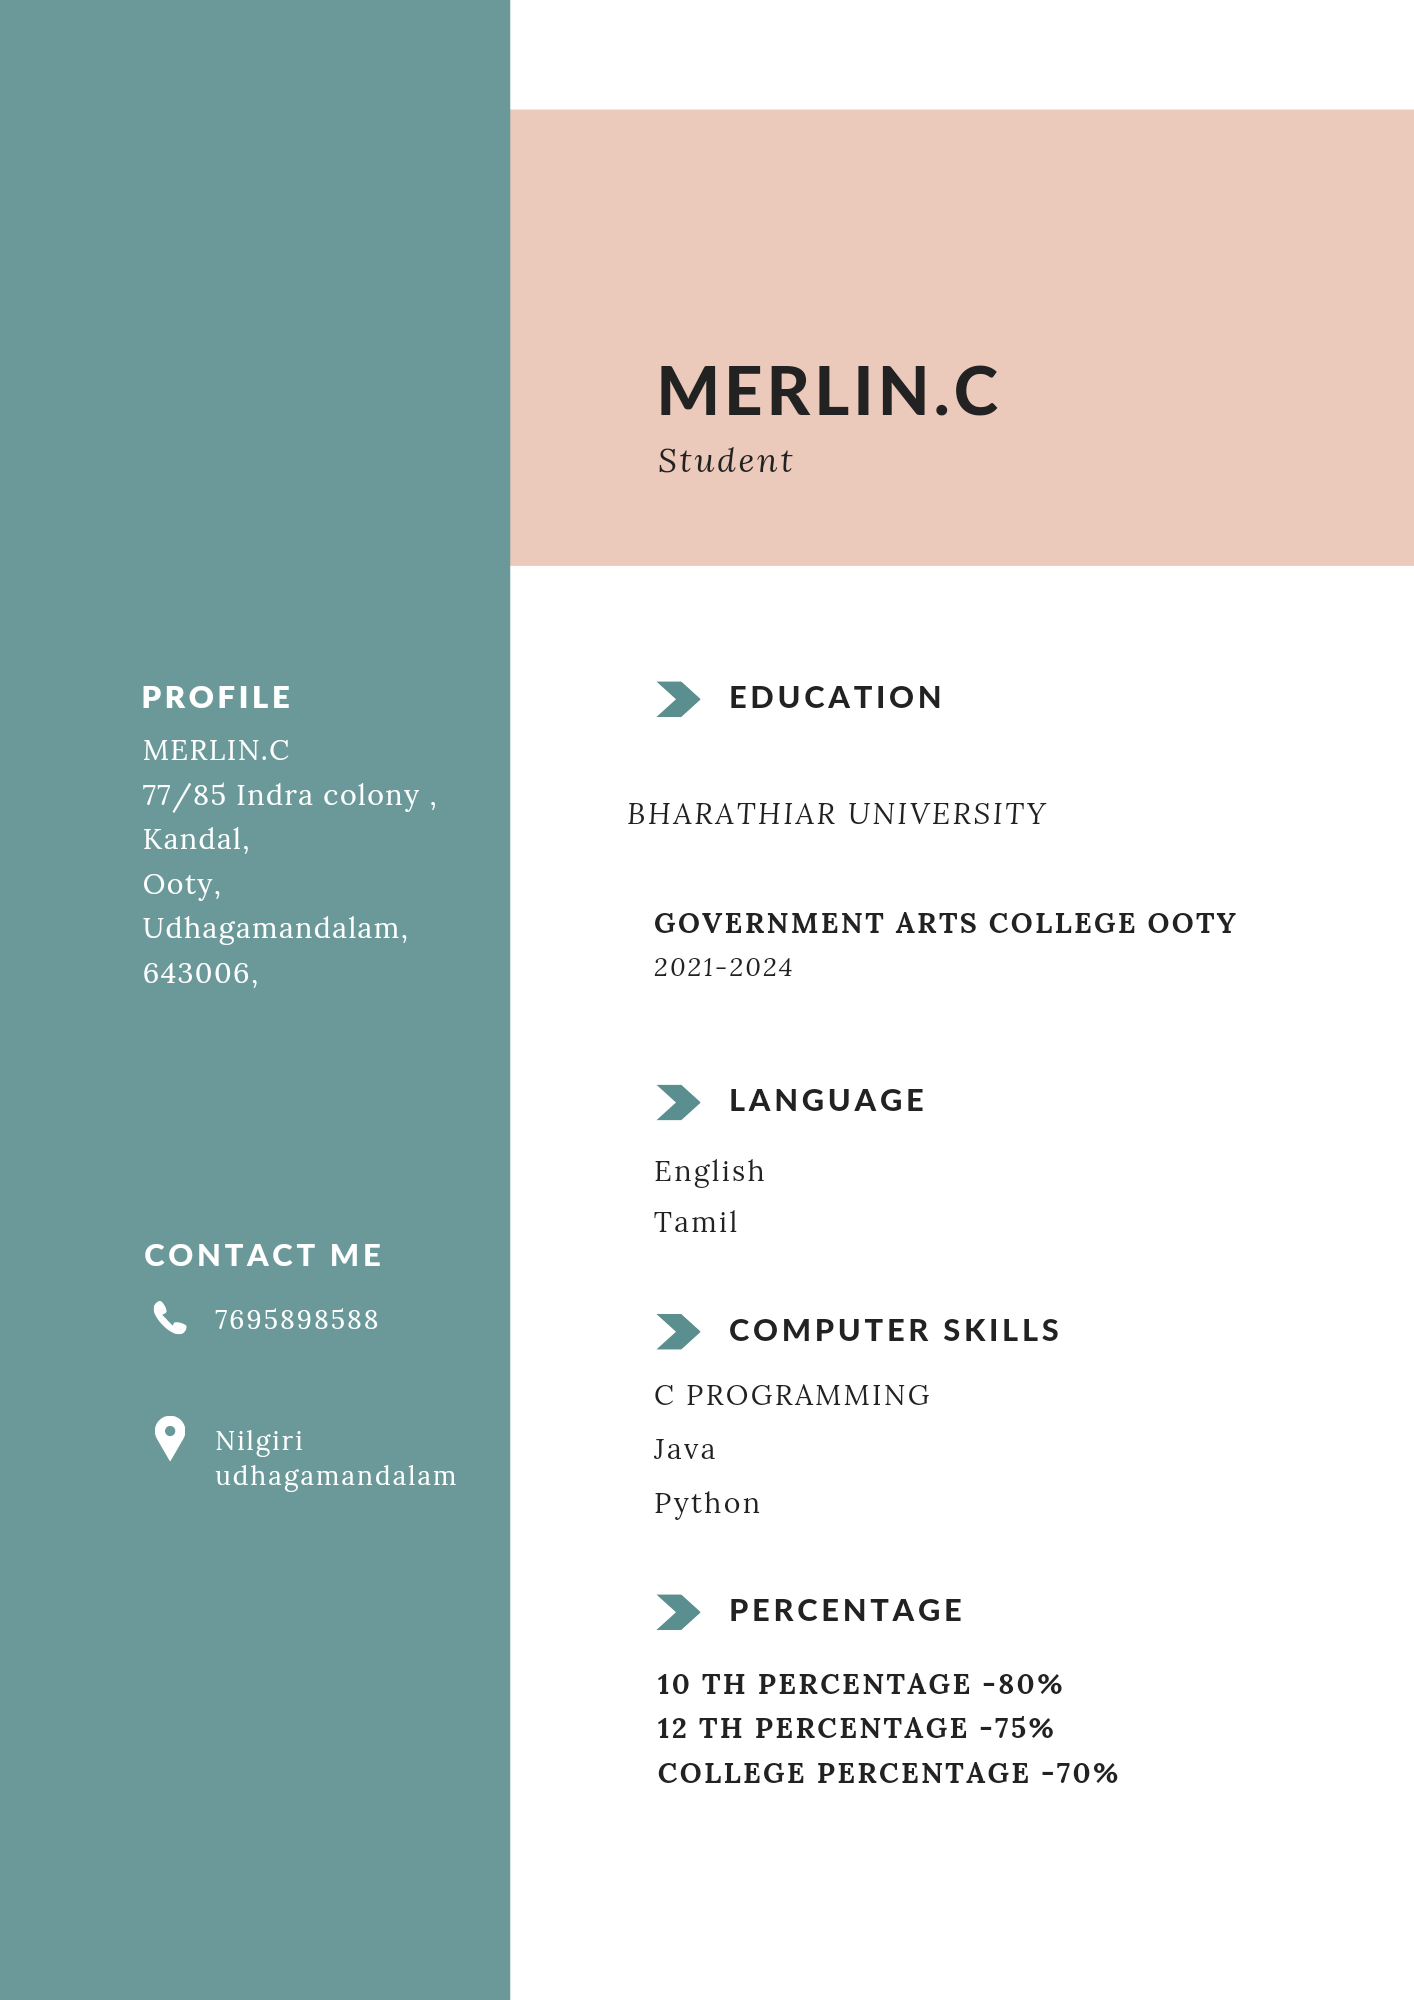 MERLIN.C
Student
PROFILE
MERLIN.C
77/85 Indra colony ,
Kandal,
Ooty,
Udhagamandalam,
643006,
CONTACT ME
7695898588
Nilgiri
udhagamandalam
EDUCATION
BHARATHIAR UNIVERSITY
GOVERNMENT ARTS COLLEGE OOTY
2021-2024
LANGUAGE
English
Tamil
COMPUTER SKILLS
C PROGRAMMING
Java
Python
PERCENTAGE
10 TH PERCENTAGE -80%
12 TH PERCENTAGE -75%
COLLEGE PERCENTAGE -70%